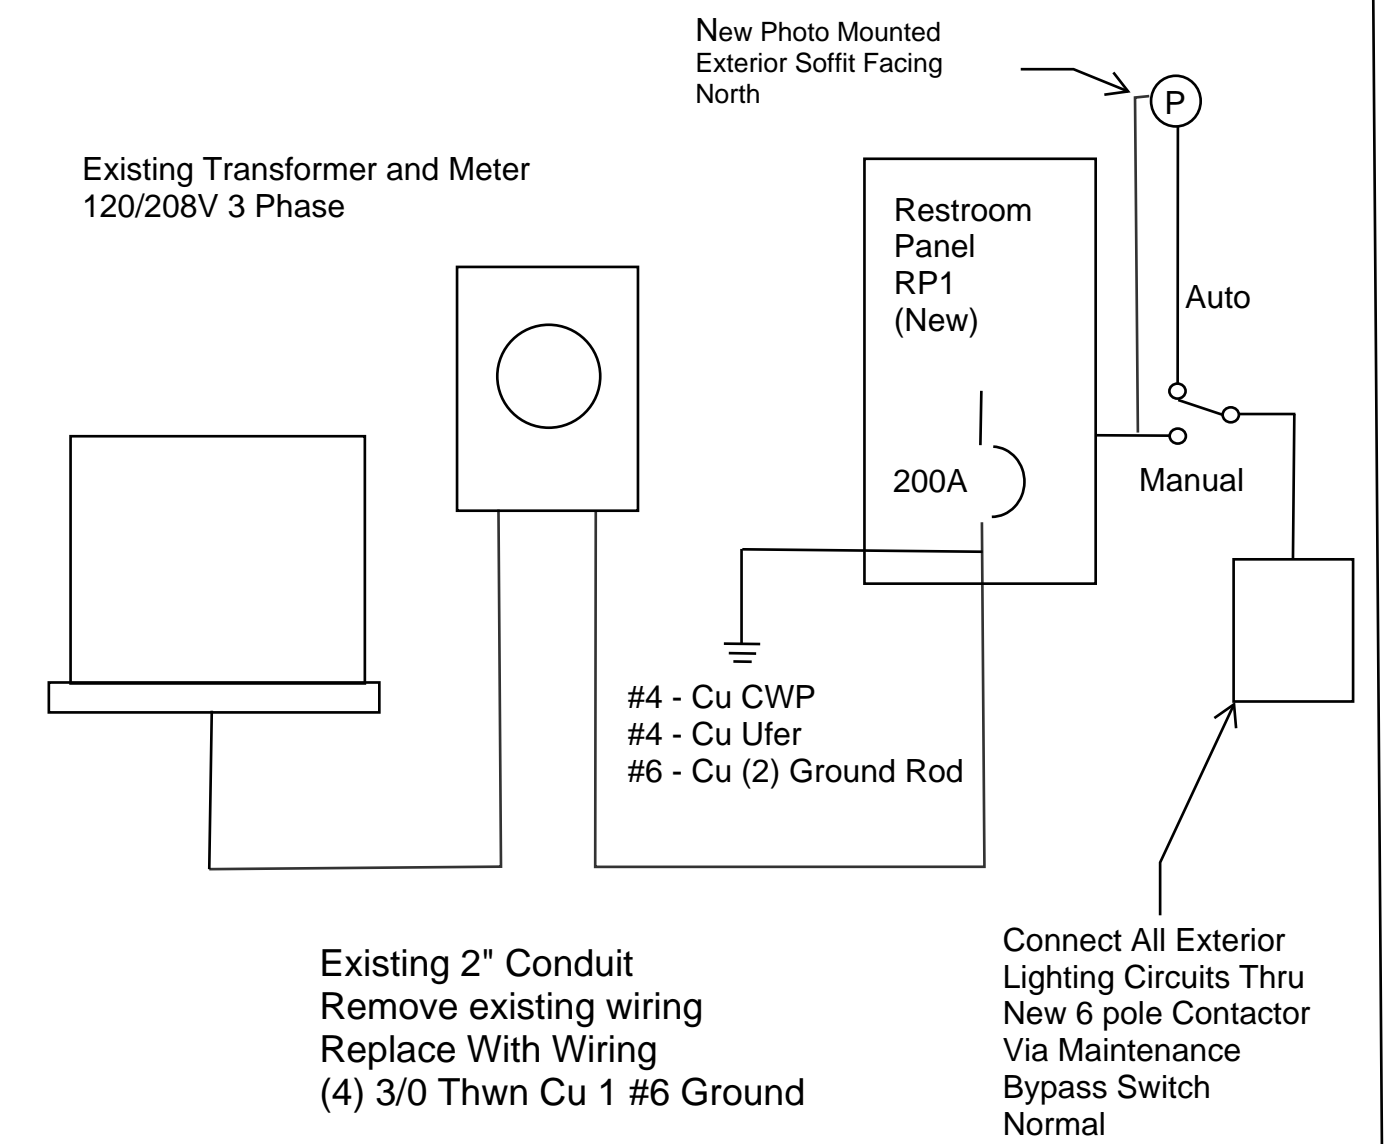 New Photo Mounted
Exterior Soffit Facing
North
P
Existing Transformer and Meter
120/208V 3 Phase
Restroom
Panel
RP1
(New)
Auto
200A
Manual
#4 - Cu CWP
#4 - Cu Ufer
#6 - Cu (2) Ground Rod
Existing 2" Conduit
Remove existing wiring
Replace With Wiring
(4) 3/0 Thwn Cu 1 #6 Ground
Connect All Exterior
Lighting Circuits Thru
New 6 pole Contactor
Via Maintenance
Bypass Switch
Normal